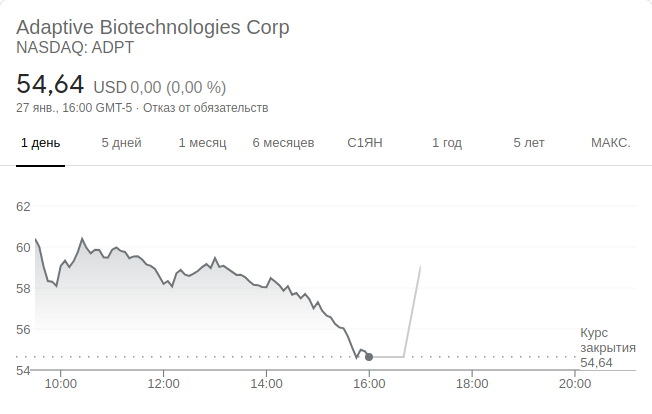 Adaptive Biotechnologies Corp
NASDAQ: ADPT
54,64 USD 0,00 (0,00 %)
27 янв., 16:00 GMT-5 · Отказ от обязательств
1 день 5 дней 1 месяц 6 месяцев С1ЯН 1 год 5 лет МАКС.
62
60
58
56
54
Курс
закрытия
54,64
10:00 12:00 14:00 16:00 18:00 20:00